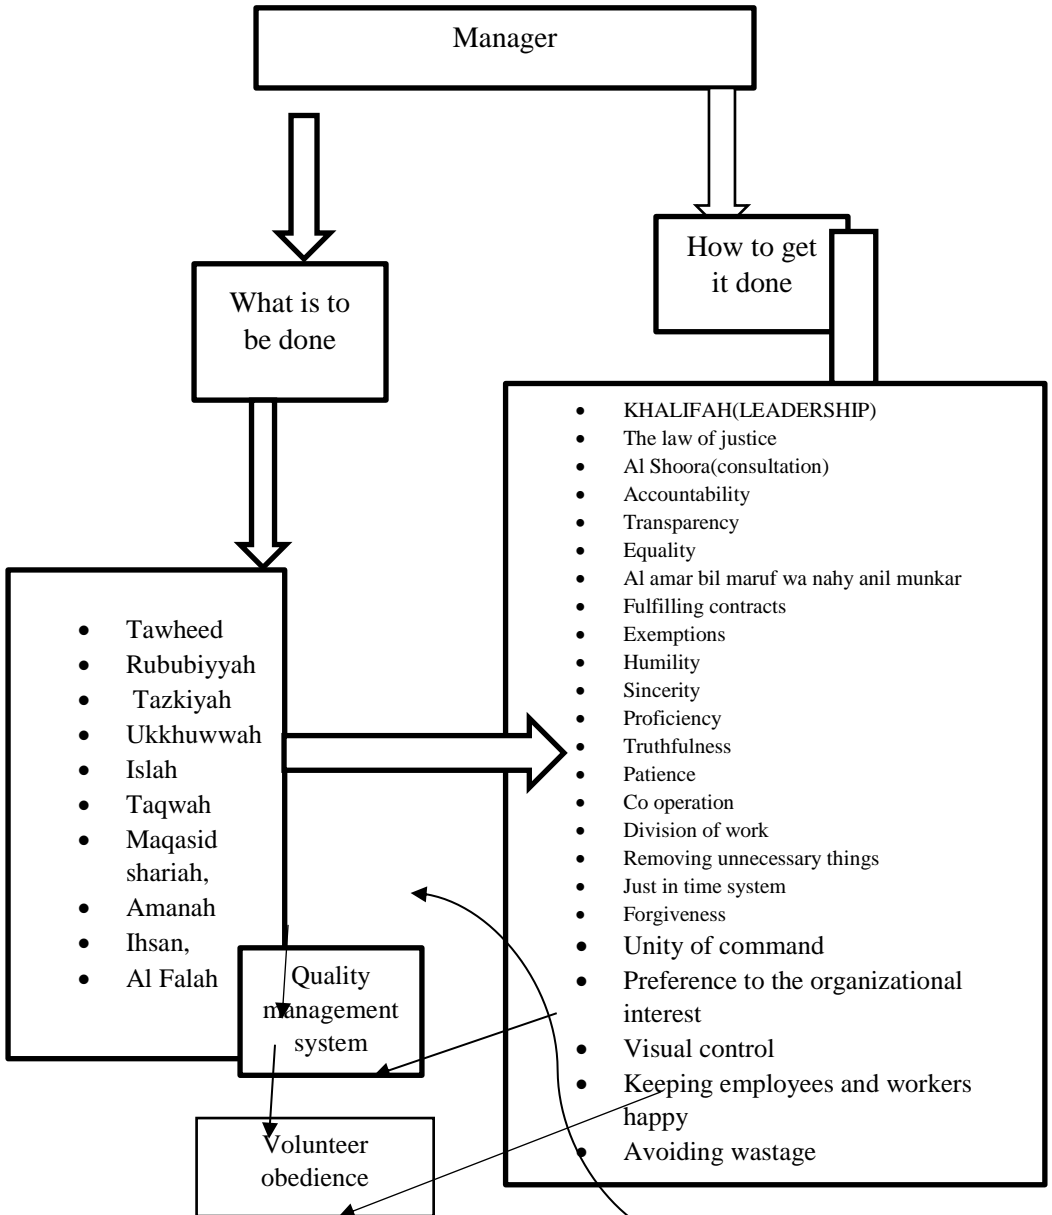 Manager
How to get
it done
What is to
be done
• KHALIFAH(LEADERSHIP)
• The law of justice
• Al Shoora(consultation)
• Accountability
• Transparency
• Equality
• Al amar bil maruf wa nahy anil munkar
• Fulfilling contracts
• Exemptions
• Humility
• Sincerity
• Proficiency
• Truthfulness
• Patience
• Co operation
• Division of work
• Removing unnecessary things
• Just in time system
• Forgiveness
• Unity of command
• Preference to the organizational
interest
• Visual control
• Keeping employees and workers
happy
• Avoiding wastage
• Tawheed
• Rububiyyah
• Tazkiyah
• Ukkhuwwah
• Islah
• Taqwah
• Maqasid
shariah,
• Amanah
• Ihsan,
• Al Falah
Quality
management
system
Volunteer
obedience